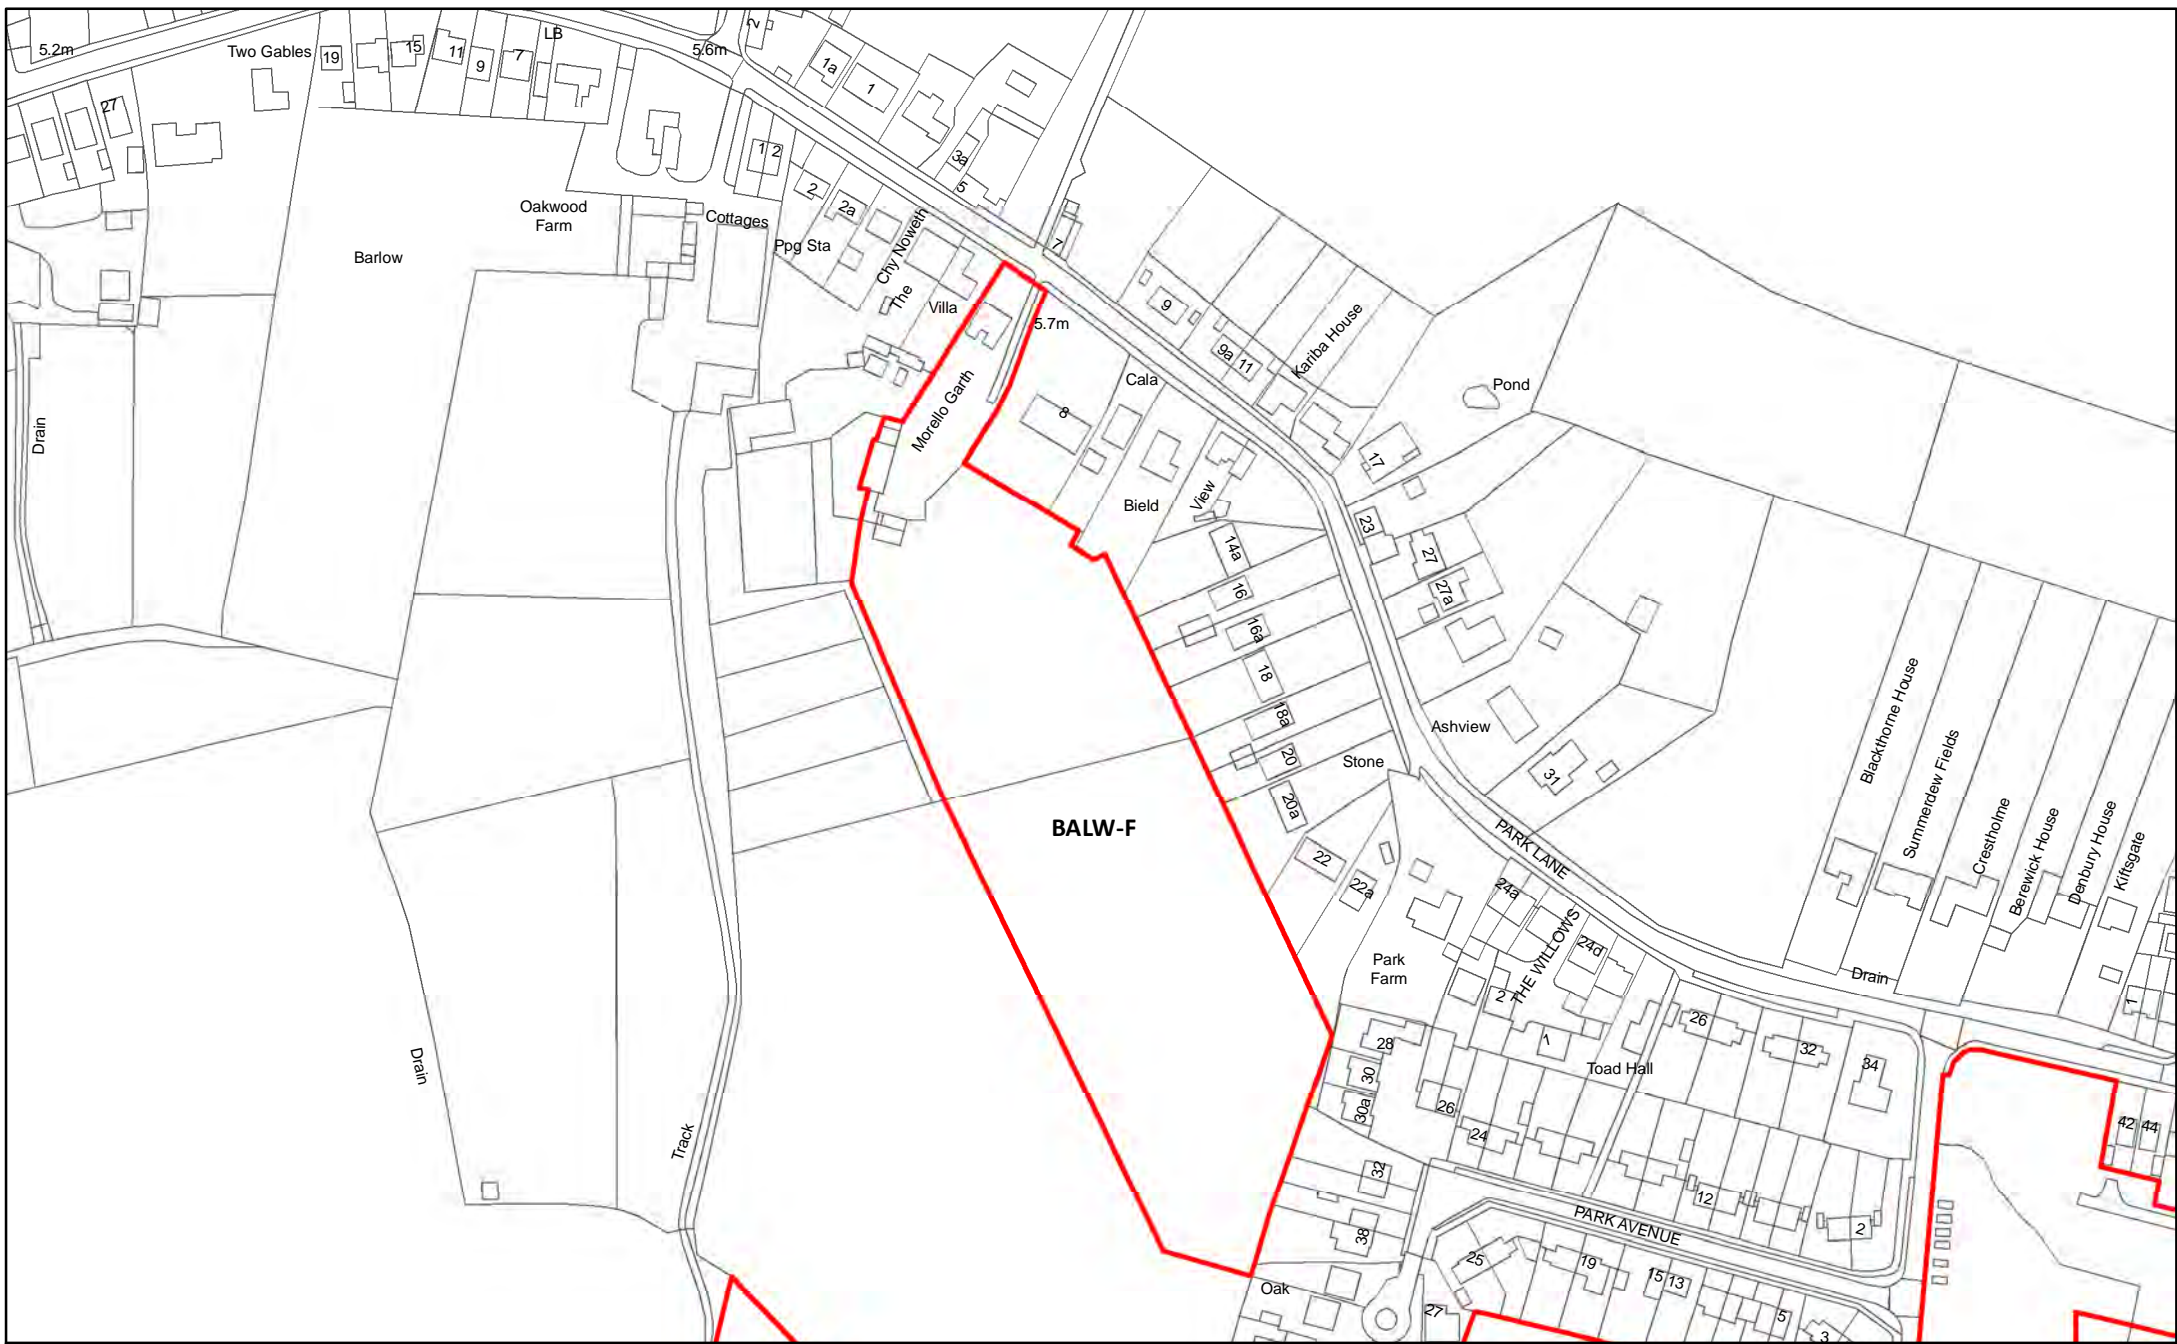 5.2m
Two Gables
19
15
11
9
7
LB
5.6m
2
1a
1
27
3a
5
1
2
2
2a
7
Oakwood
Farm
Cottages
Ppg Sta
Chy Noweth
The
Villa
Barlow
5.7m
9
9a
11
Kariba House
Morello Garth
Cala
8
Pond
Drain
17
Bield
View
23
27
27a
14a
16
16a
18
18a
20
20a
Stone
Ashview
31
Blackthorne House
Summerdew Fields
Crestholme
Berewick House
Denbury House
Kiftsgate
BALW-F
PARK LANE
22
22a
24a
THE WILLOWS
24d
Park
Farm
Drain
2
1
1
26
32
34
28
30
30a
Toad Hall
Drain
26
24
42
44
Track
32
12
38
PARK AVENUE
2
25
19
15
13
Oak
27
5
3